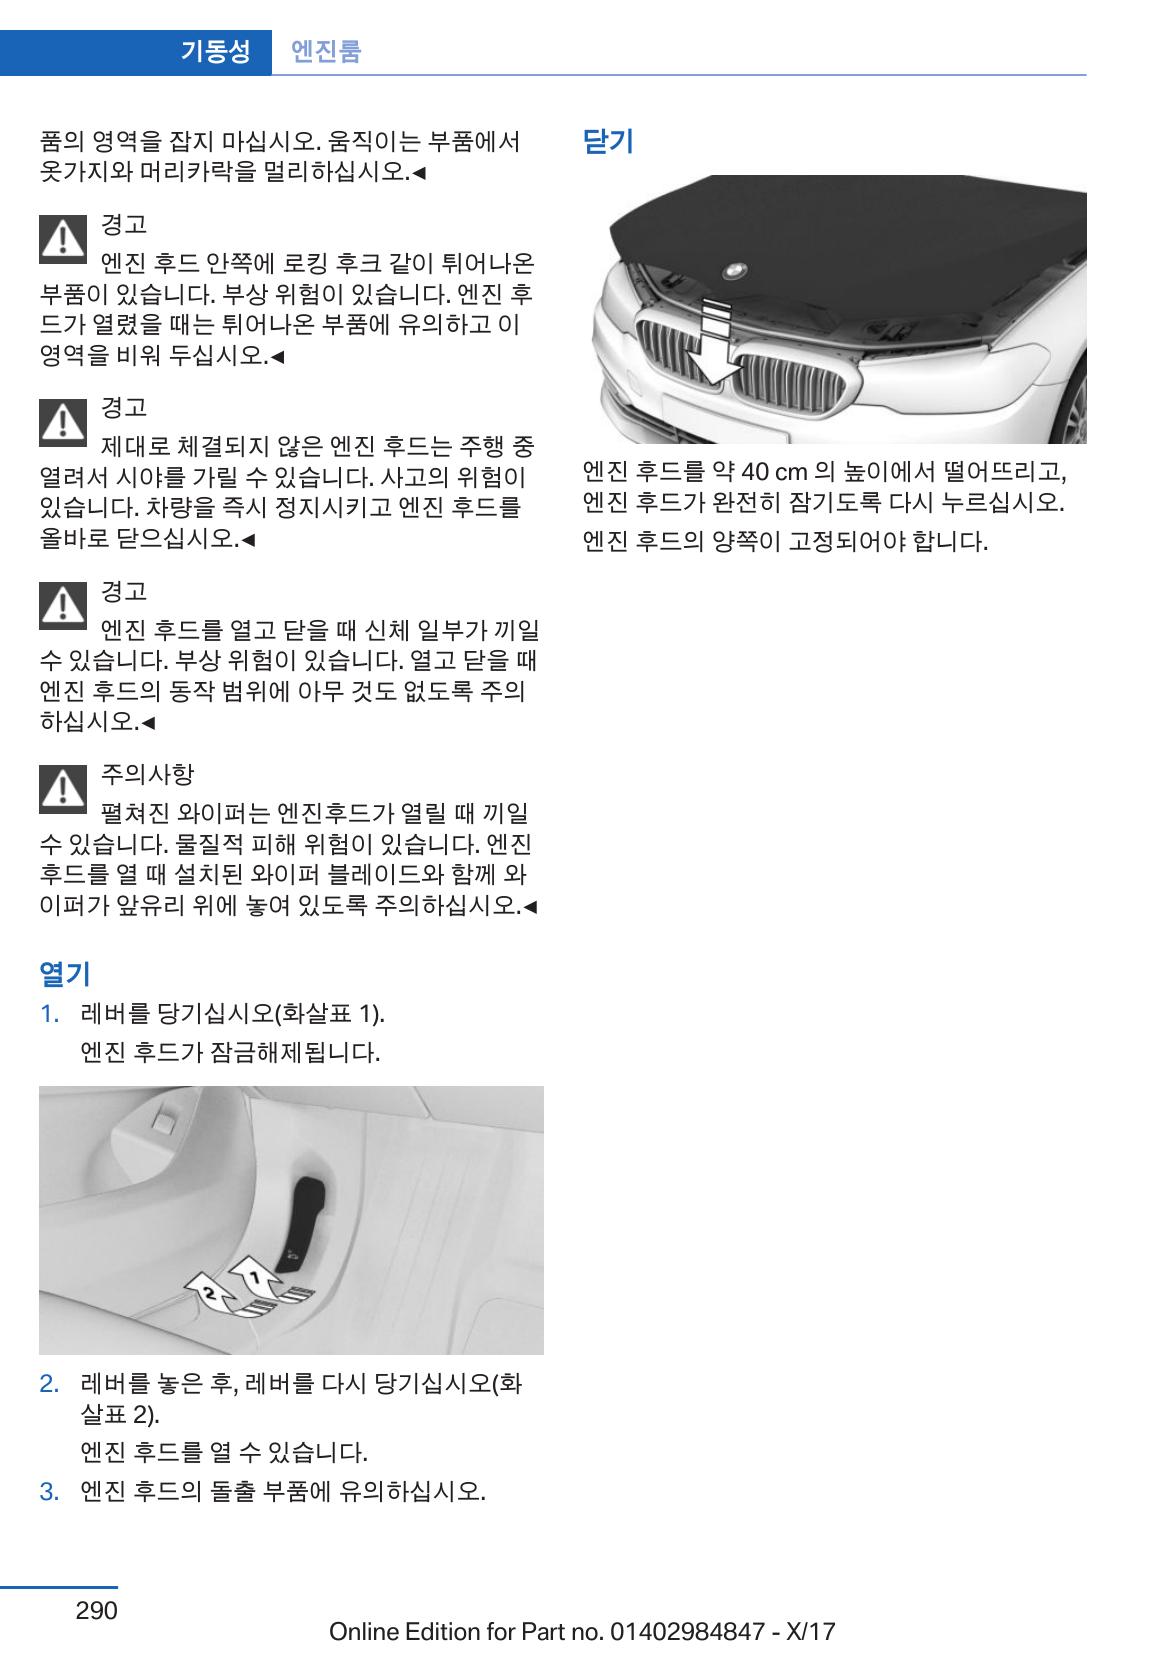 기동성 엔진룸
품의 영역을 잡지 마십시오. 움직이는 부품에서
옷가지와 머리카락을 멀리하십시오.◄
경고
엔진 후드 안쪽에 로킹 후크 같이 튀어나온
부품이 있습니다. 부상 위험이 있습니다. 엔진 후
드가 열렸을 때는 튀어나온 부품에 유의하고 이
영역을 비워 두십시오.◄
경고
제대로 체결되지 않은 엔진 후드는 주행 중
열려서 시야를 가릴 수 있습니다. 사고의 위험이
있습니다. 차량을 즉시 정지시키고 엔진 후드를
올바로 닫으십시오.◄
경고
엔진 후드를 열고 닫을 때 신체 일부가 끼일
수 있습니다. 부상 위험이 있습니다. 열고 닫을 때
엔진 후드의 동작 범위에 아무 것도 없도록 주의
하십시오.◄
주의사항
펼쳐진 와이퍼는 엔진후드가 열릴 때 끼일
수 있습니다. 물질적 피해 위험이 있습니다. 엔진
후드를 열 때 설치된 와이퍼 블레이드와 함께 와
이퍼가 앞유리 위에 놓여 있도록 주의하십시오.◄
열기
1. 레버를 당기십시오(화살표 1).
엔진 후드가 잠금해제됩니다.
1
2
2. 레버를 놓은 후, 레버를 다시 당기십시오(화
살표 2).
엔진 후드를 열 수 있습니다.
3. 엔진 후드의 돌출 부품에 유의하십시오.
닫기
엔진 후드를 약 40 cm 의 높이에서 떨어뜨리고,
엔진 후드가 완전히 잠기도록 다시 누르십시오.
엔진 후드의 양쪽이 고정되어야 합니다.
290
Online Edition for Part no. 01402984847 - X/17